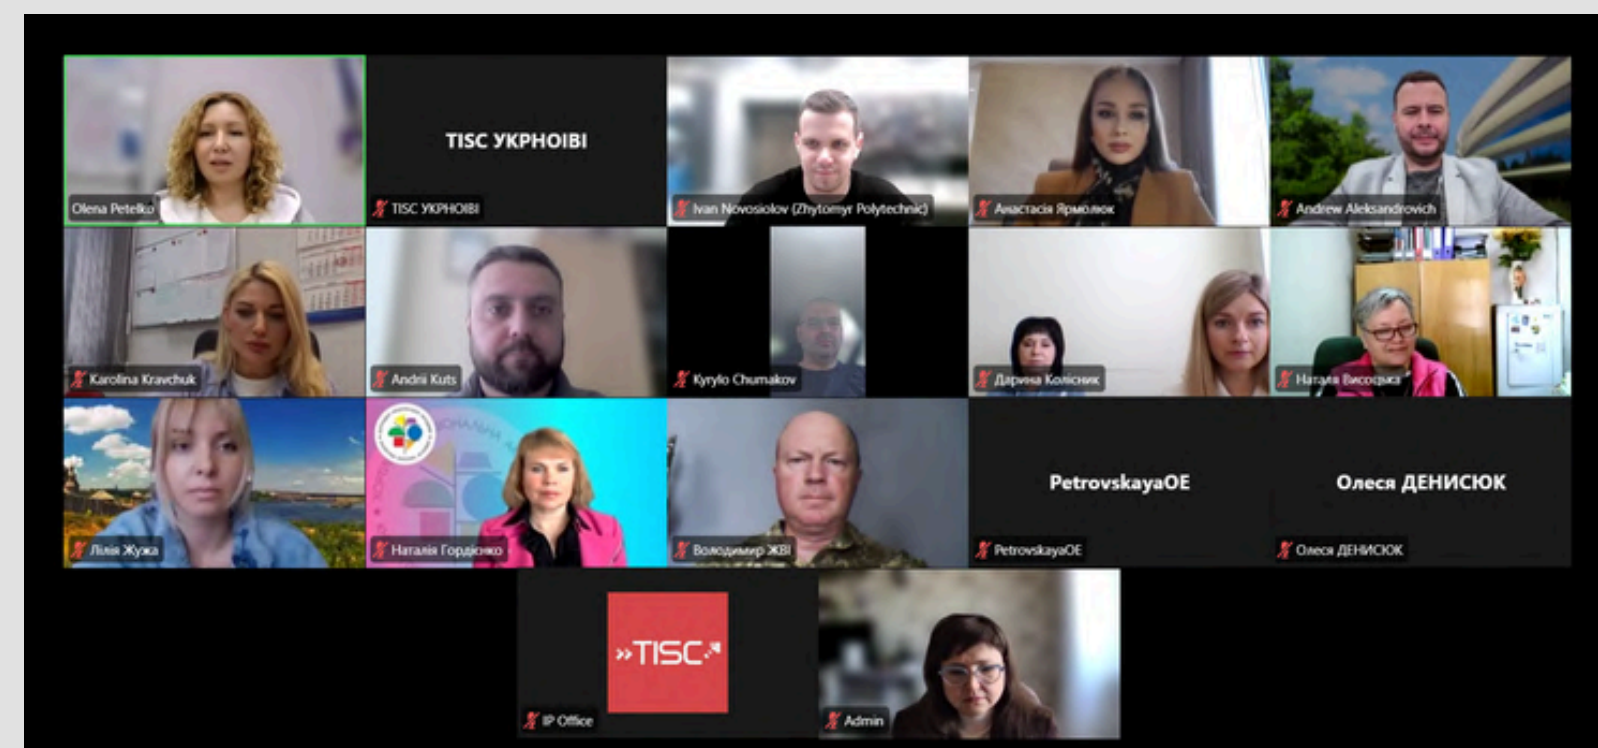 Olena Petelko
TISC УКРНОІВІ
TISC УКРНОІВІ
Ivan Novosiolov (Zhytomyr Polytechnic)
Анастасія Ярмолюк
Andrew Aleksandrovich
Karolina Kravchuk
Andrii Kuts
Kyrylo Chumakov
Дарина Колісник
Наталя Висоцька
Лілія Жужа
Наталія Гордієнко
Володимир ЖВІ
PetrovskayaOE
PetrovskayaOE
Олеся ДЕНИСЮК
Олеся ДЕНИСЮК
»TISC
IP Office
Admin